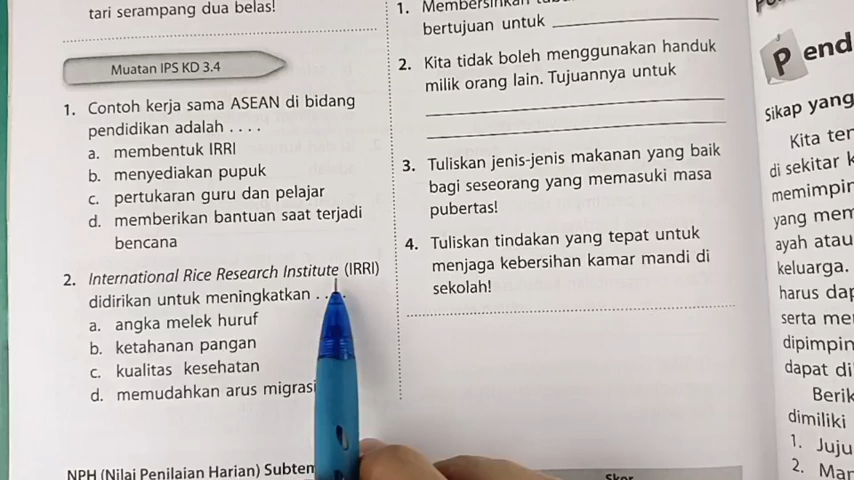 tari serampang dua belas!
Muatan IPS KD 3.4
1. Contoh kerja sama ASEAN di bidang
pendidikan adalah . . . .
a. membentuk IRRI
b. menyediakan pupuk
c. pertukaran guru dan pelajar
d. memberikan bantuan saat terjadi
bencana
2. International Rice Research Institute (IRRI)
didirikan untuk meningkatkan . . . .
a. angka melek huruf
b. ketahanan pangan
c. kualitas kesehatan
d. memudahkan arus migrasi
NPH (Nilai Penilaian Harian) Subtem
1. Membersihkan
bertujuan untuk
2. Kita tidak boleh menggunakan handuk
milik orang lain. Tujuannya untuk
3. Tuliskan jenis-jenis makanan yang baik
bagi seseorang yang memasuki masa
pubertas!
4. Tuliskan tindakan yang tepat untuk
menjaga kebersihan kamar mandi di
sekolah!
Skor
Pend
Sikap yang
Kita ter
di sekitar k
memimpin
yang mem
ayah atau
keluarga.
harus dap
serta me
dipimpin
dapat di
Berik
dimiliki
1. Juju
2. Man